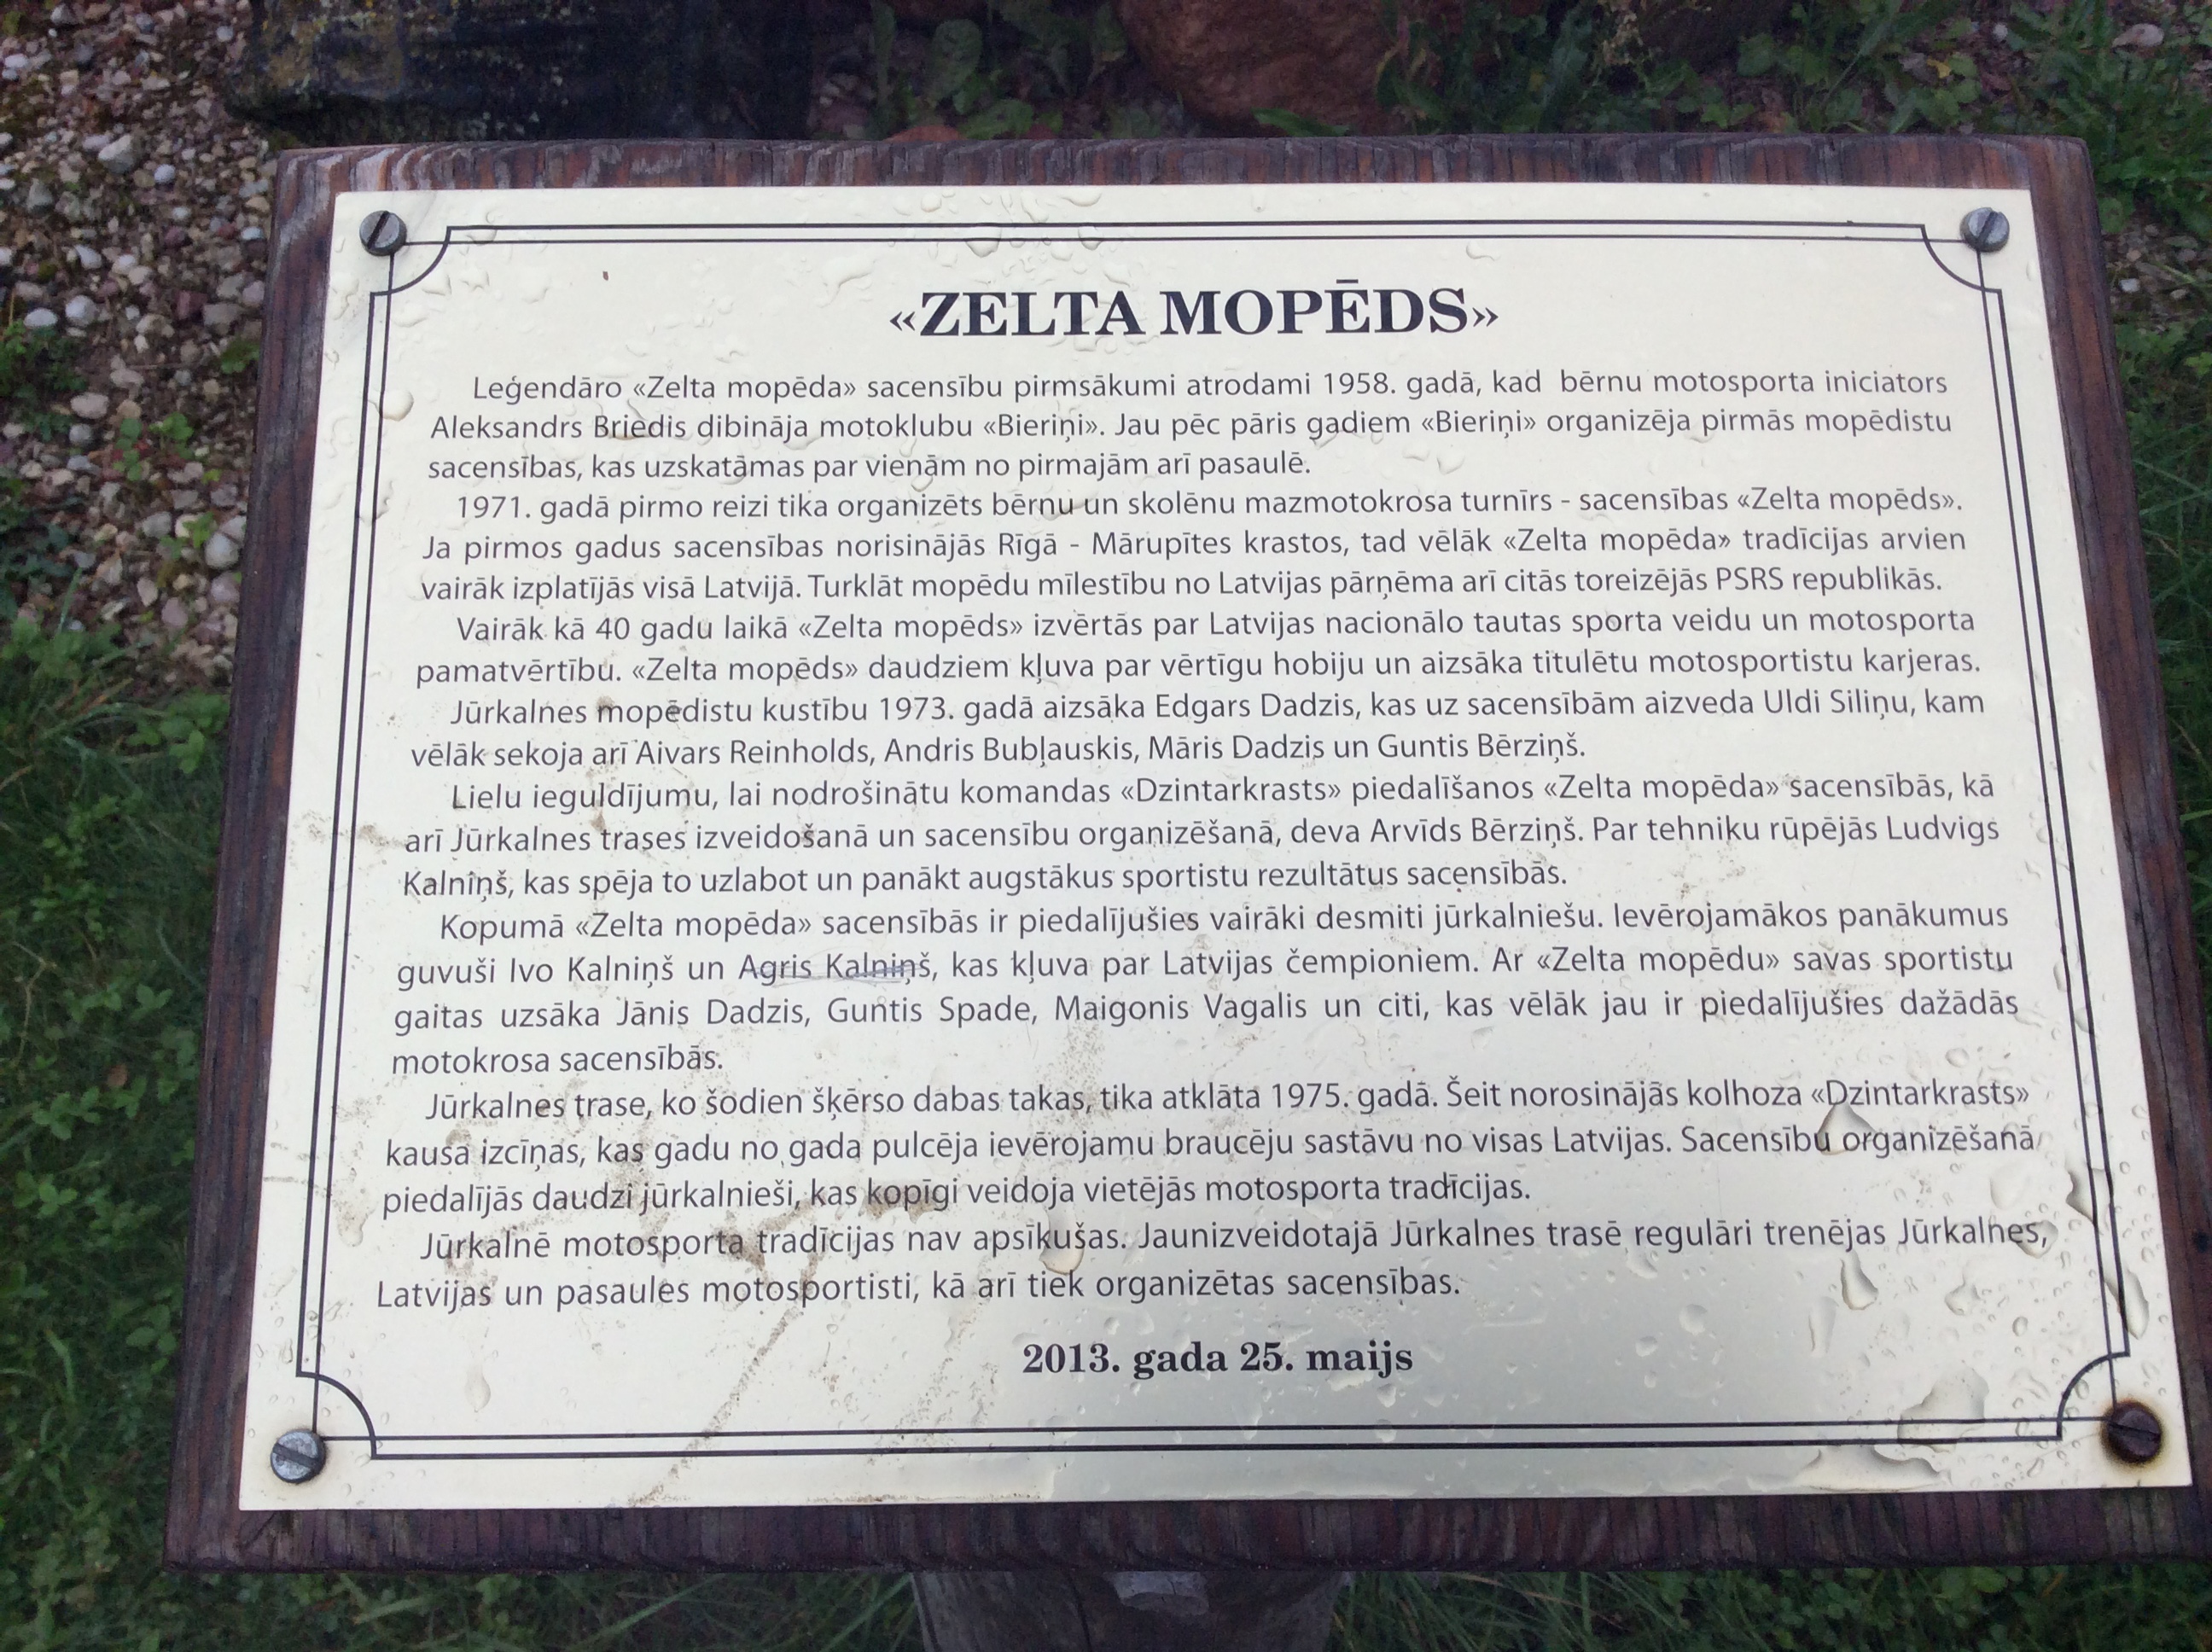 «ZELTA MOPĒDS»
Leģendāro «Zelta mopēda» sacensību pirmsākumi atrodami 1958. gadā, kad bērnu motosporta iniciators
Aleksandrs Briedis dibināja motoklubu «Bieriņi». Jau pēc pāris gadiem «Bieriņi» organizēja pirmās mopēdistu
sacensības, kas uzskatāmas par vienām no pirmajām arī pasaulē.
1971. gadā pirmo reizi tika organizēts bērnu un skolēnu mazmotokrosa turnīrs - sacensības «Zelta mopēds».
Ja pirmos gadus sacensības norisinājās Rīgā - Mārupītes krastos, tad vēlāk «Zelta mopēda» tradīcijas arvien
vairāk izplatījās visā Latvijā. Turklāt mopēdu mīlestību no Latvijas pārņēma arī citās toreizējās PSRS republikās.
Vairāk kā 40 gadu laikā «Zelta mopēds» izvērtās par Latvijas nacionālo tautas sporta veidu un motosporta
pamatvērtību. «Zelta mopēds» daudziem kļuva par vērtīgu hobiju un aizsāka titulētu motosportistu karjeras.
Jūrkalnes mopēdistu kustību 1973. gadā aizsāka Edgars Dadzis, kas uz sacensībām aizveda Uldi Siliņu, kam
vēlāk sekoja arī Aivars Reinholds, Andris Bubļauskis, Māris Dadzis un Guntis Bērziņš.
Lielu ieguldījumu, lai nodrošinātu komandas «Dzintarkrasts» piedalīšanos «Zelta mopēda» sacensībās, kā
arī Jūrkalnes trases izveidošanā un sacensību organizēšanā, deva Arvīds Bērziņš. Par tehniku rūpējās Ludvigs
Kalniņš, kas spēja to uzlabot un panākt augstākus sportistu rezultātus sacensībās.
Kopumā «Zelta mopēda» sacensībās ir piedalījušies vairāki desmiti jūrkalniešu. Ievērojamākos panākumus
guvuši Ivo Kalniņš un Agris Kalniņš, kas kļuva par Latvijas čempioniem. Ar «Zelta mopēdu» savas sportistu
gaitas uzsāka Jānis Dadzis, Guntis Spade, Maigonis Vagalis un citi, kas vēlāk jau ir piedalījušies dažādās
motokrosa sacensībās.
Jūrkalnes trase, ko šodien šķērso dabas takas, tika atklāta 1975. gadā. Šeit norosinājās kolhoza «Dzintarkrasts»
kausa izcīņas, kas gadu no gada pulcēja ievērojamu braucēju sastāvu no visas Latvijas. Sacensību organizēšanā
piedalījās daudzi jūrkalnieši, kas kopīgi veidoja vietējās motosporta tradīcijas.
Jūrkalnē motosporta tradīcijas nav apsīkušas. Jaunizveidotajā Jūrkalnes trasē regulāri trenējas Jūrkalnes,
Latvijas un pasaules motosportisti, kā arī tiek organizētas sacensības.
2013. gada 25. maijs